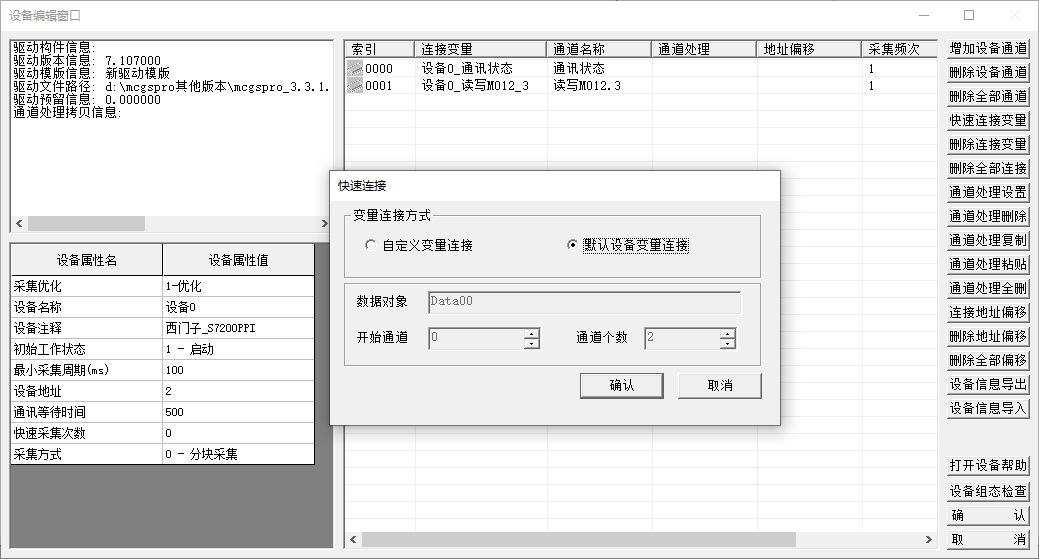 设备编辑窗口
驱动构件信息:
驱动版本信息: 7.107000
驱动模版信息: 新驱动模版
驱动文件路径: d:\mcgspro其他版本\mcgspro_3.3.1.
驱动预留信息: 0.000000
通道处理拷贝信息:
索引 连接变量 通道名称 通道处理 地址偏移 采集频次
0000 设备0_通讯状态 通讯状态 1
0001 设备0_读写M012_3 读写M012.3 1
快速连接
变量连接方式
自定义变量连接 默认设备变量连接
数据对象 Data00
开始通道 0 通道个数 2
确认 取消
设备属性名 设备属性值
采集优化 1-优化
设备名称 设备0
设备注释 西门子_S7200PPI
初始工作状态 1 - 启动
最小采集周期(ms) 100
设备地址 2
通讯等待时间 500
快速采集次数 0
采集方式 0 - 分块采集
增加设备通道
删除设备通道
删除全部通道
快速连接变量
删除连接变量
删除全部连接
通道处理设置
通道处理删除
通道处理复制
通道处理粘贴
通道处理全删
连接地址偏移
删除地址偏移
删除全部偏移
设备信息导出
设备信息导入
打开设备帮助
设备组态检查
确 认
取 消